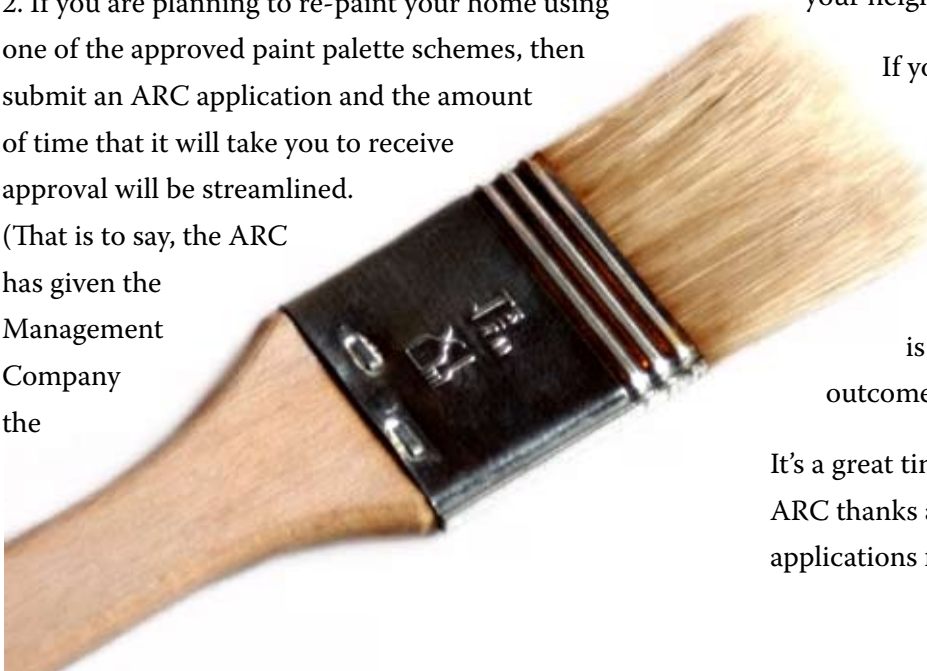 2. If you are planning to re-paint your home using
one of the approved paint palette schemes, then
submit an ARC application and the amount
of time that it will take you to receive
approval will be streamlined.
(That is to say, the ARC
has given the
Management
Company
the
your
If
is
outcome
It's a great
ARC thanks
applications